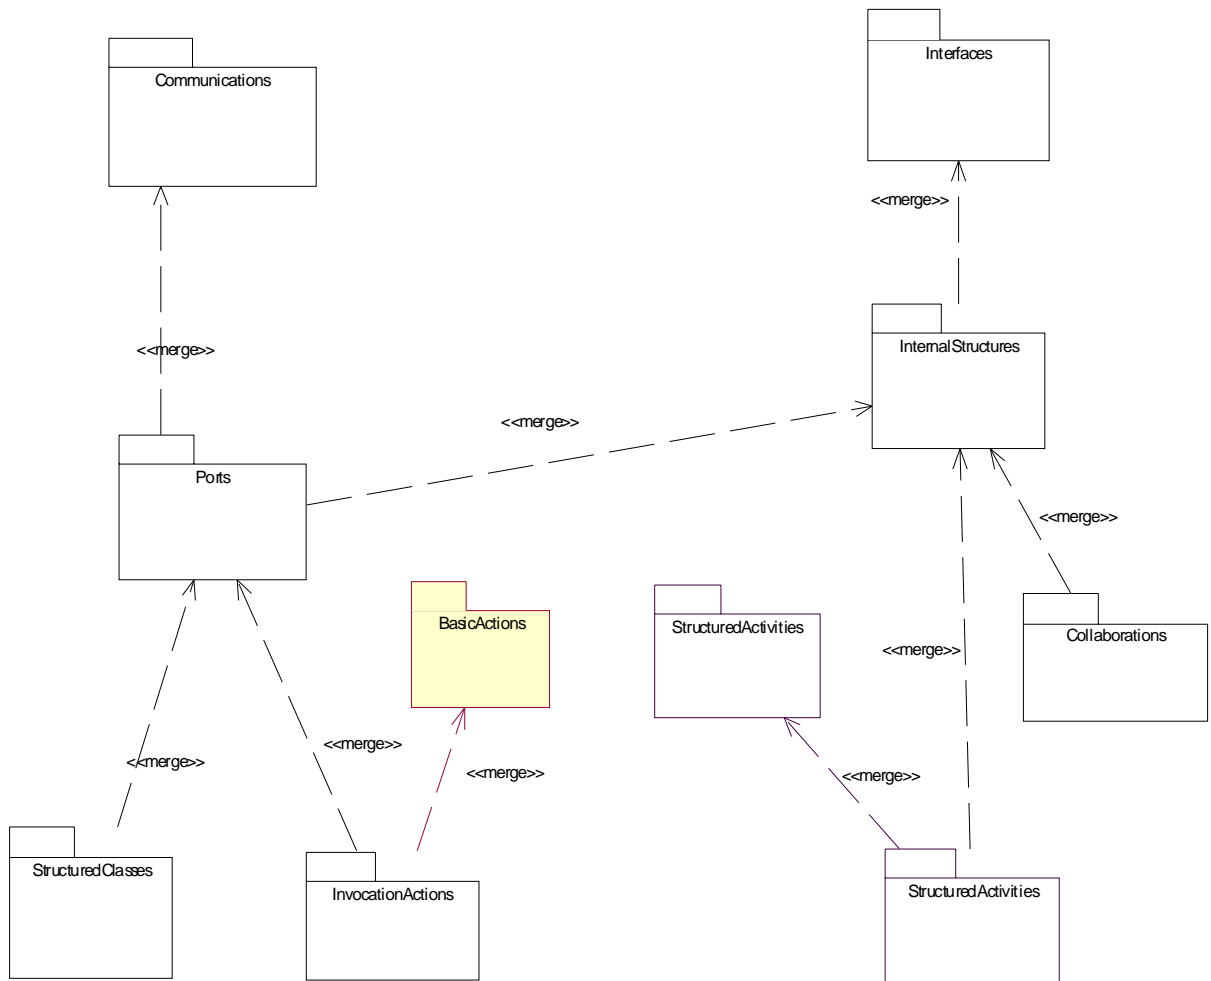 Interfaces
Communications
<<merge>>
InternalStructures
<<merge>>
<<merge>>
Ports
<<merge>>
BasicActions
StructuredActivities
Collaborations
<<merge>>
<<merge>>
<<merge>>
<<merge>>
<<merge>>
StructuredClasses
InvocationActions
StructuredActivities